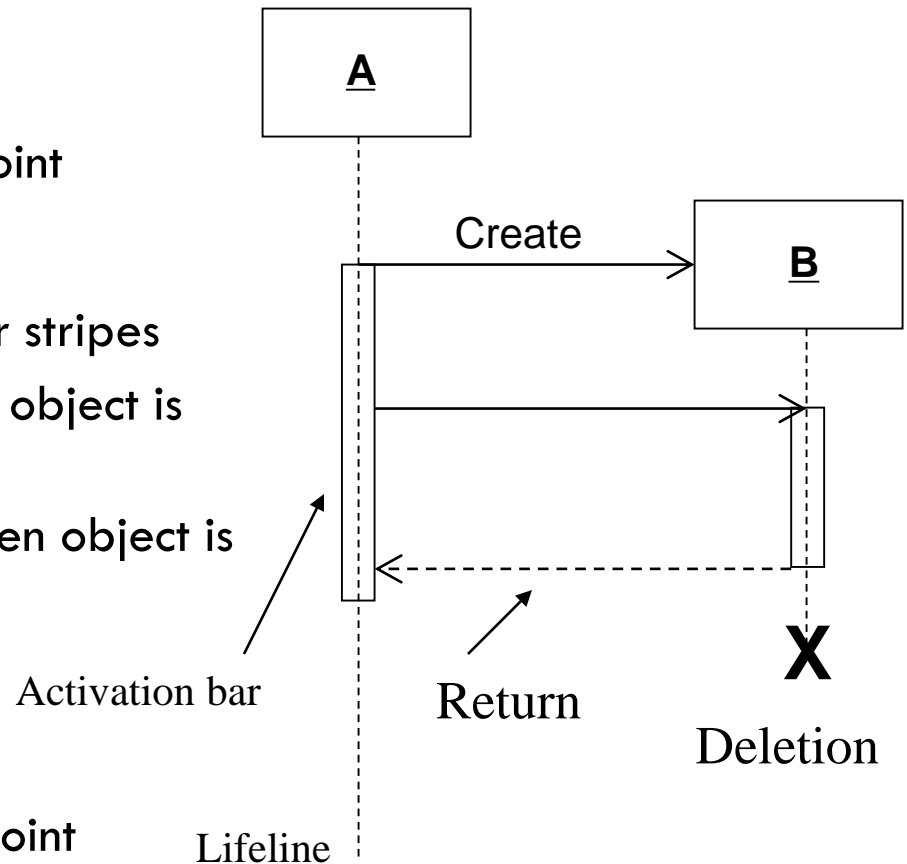 A
oint
Create
B
r stripes
object is
en object is
Activation bar
Return
X
Deletion
oint
Lifeline